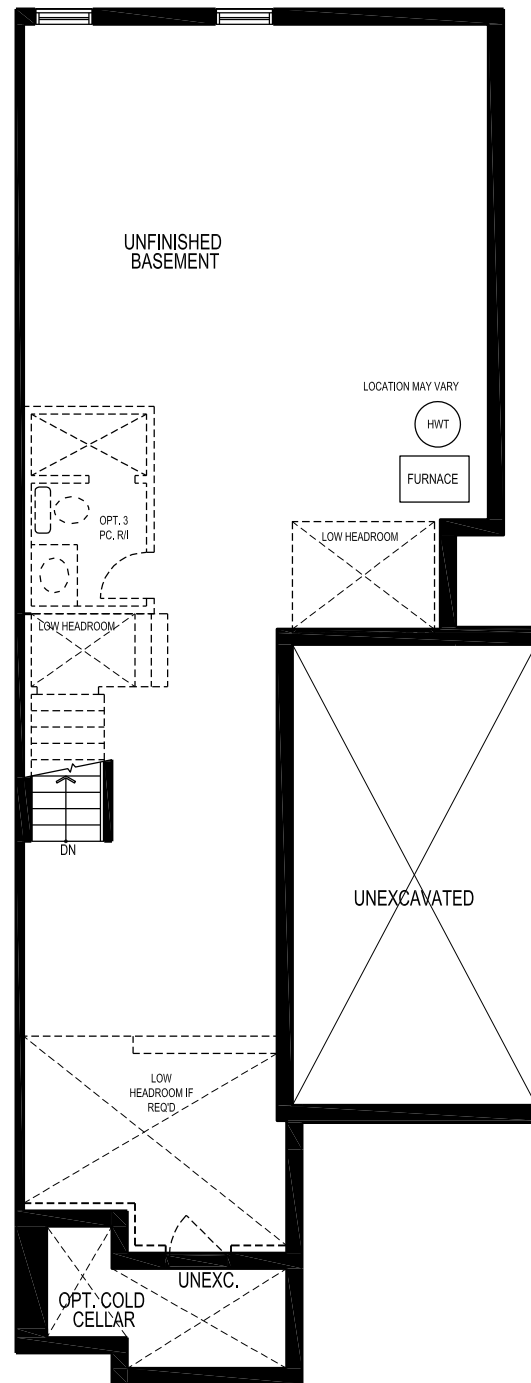 UNFINISHED
BASEMENT
LOCATION MAY VARY
HWT
FURNACE
OPT. 3
PC. R/I
LOW HEADROOM
LOW HEADROOM
DN
UNEXCAVATED
LOW
HEADROOM IF
REQ'D
UNEXC.
OPT. COLD
CELLAR